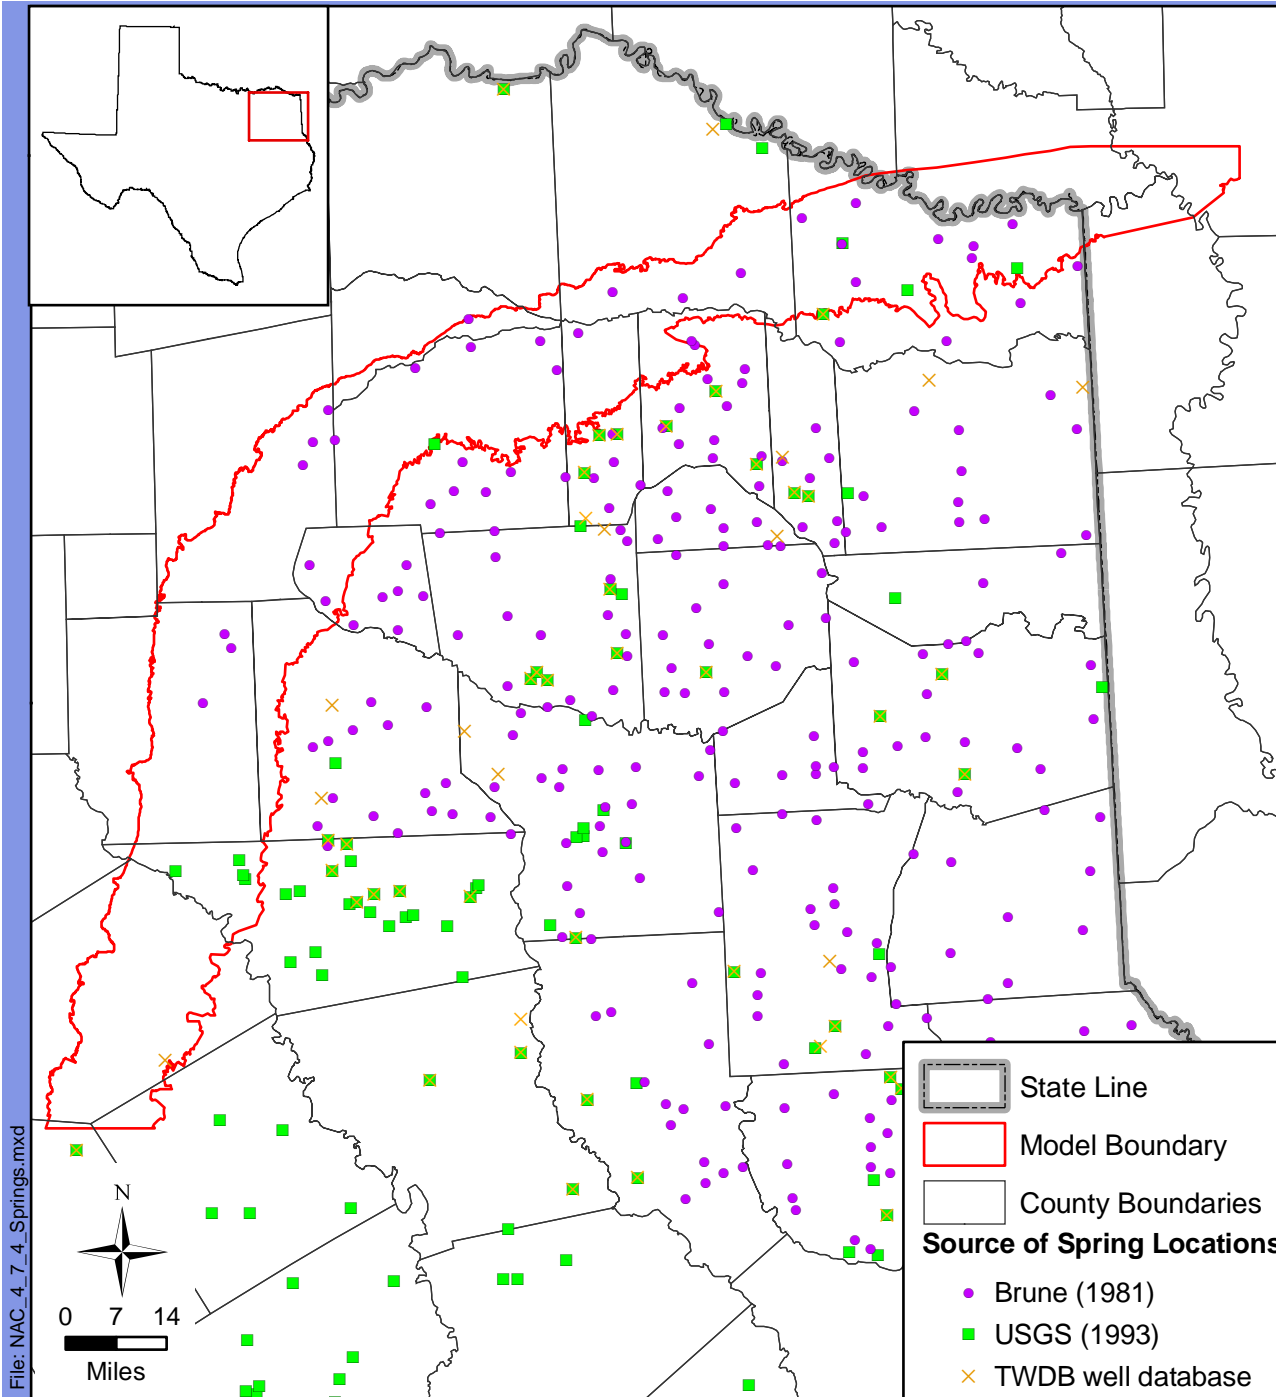 File: NAC_4_7_4_Springs.mxd
N
0 7 14
Miles
State Line
Model Boundary
County Boundaries
Source of Spring Locations
Brune (1981)
USGS (1993)
TWDB well database